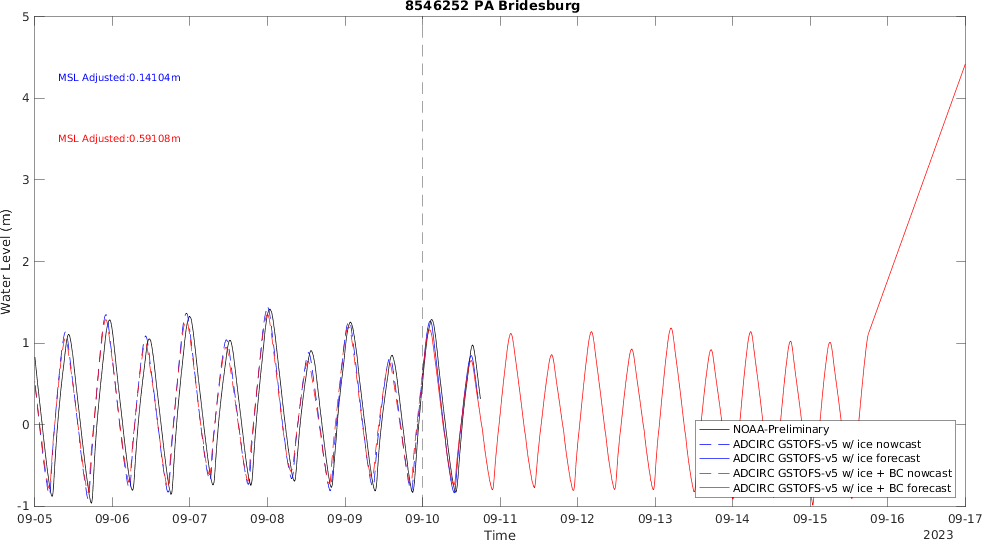 8546252 PA Bridesburg
MSL Adjusted:0.14104m
MSL Adjusted:0.59108m
Water Level (m)
5
4
3
2
1
0
-1
NOAA-Preliminary
ADCIRC GSTOFS-v5 w/ ice nowcast
ADCIRC GSTOFS-v5 w/ ice forecast
ADCIRC GSTOFS-v5 w/ ice + BC nowcast
ADCIRC GSTOFS-v5 w/ ice + BC forecast
09-05 09-06 09-07 09-08 09-09 09-10 09-11 09-12 09-13 09-14 09-15 09-16 09-17
Time
2023